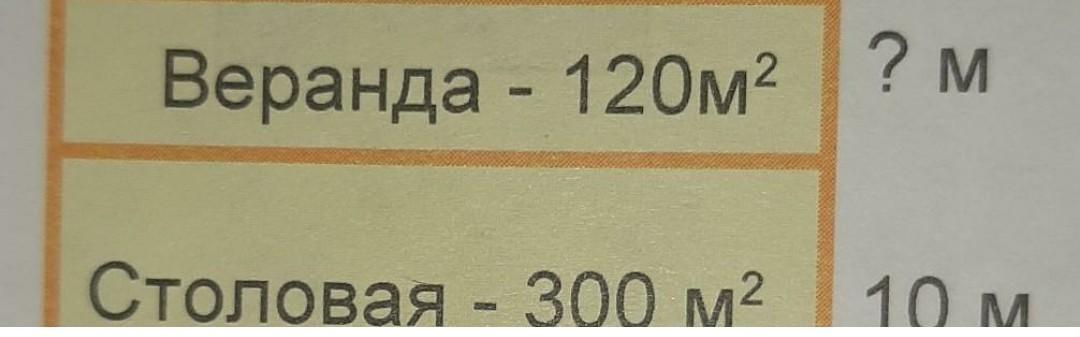 Веранда - 120м² ? м
Столовая - 300 м² 10 м